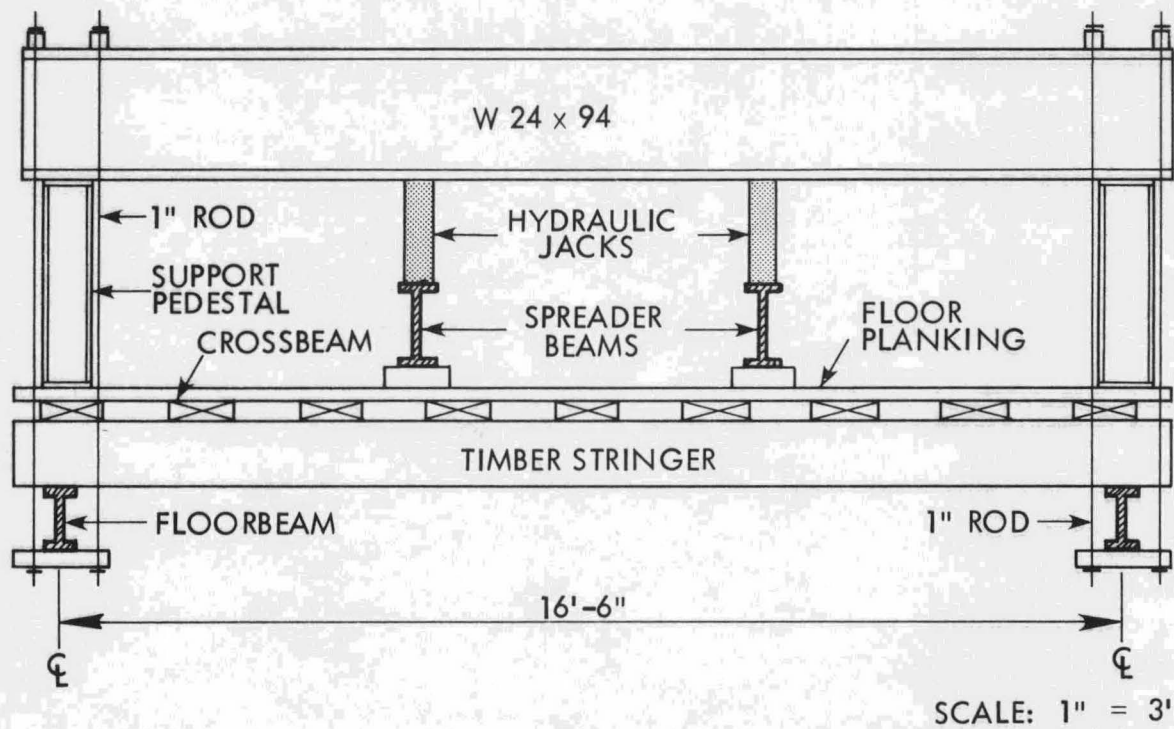 W 24 x 94
1" ROD
HYDRAULIC
JACKS
SUPPORT
PEDESTAL
CROSSBEAM
SPREADER
BEAMS
FLOOR
PLANKING
TIMBER STRINGER
FLOORBEAM
1" ROD
16'-6"
℄
℄
SCALE: 1" = 3'